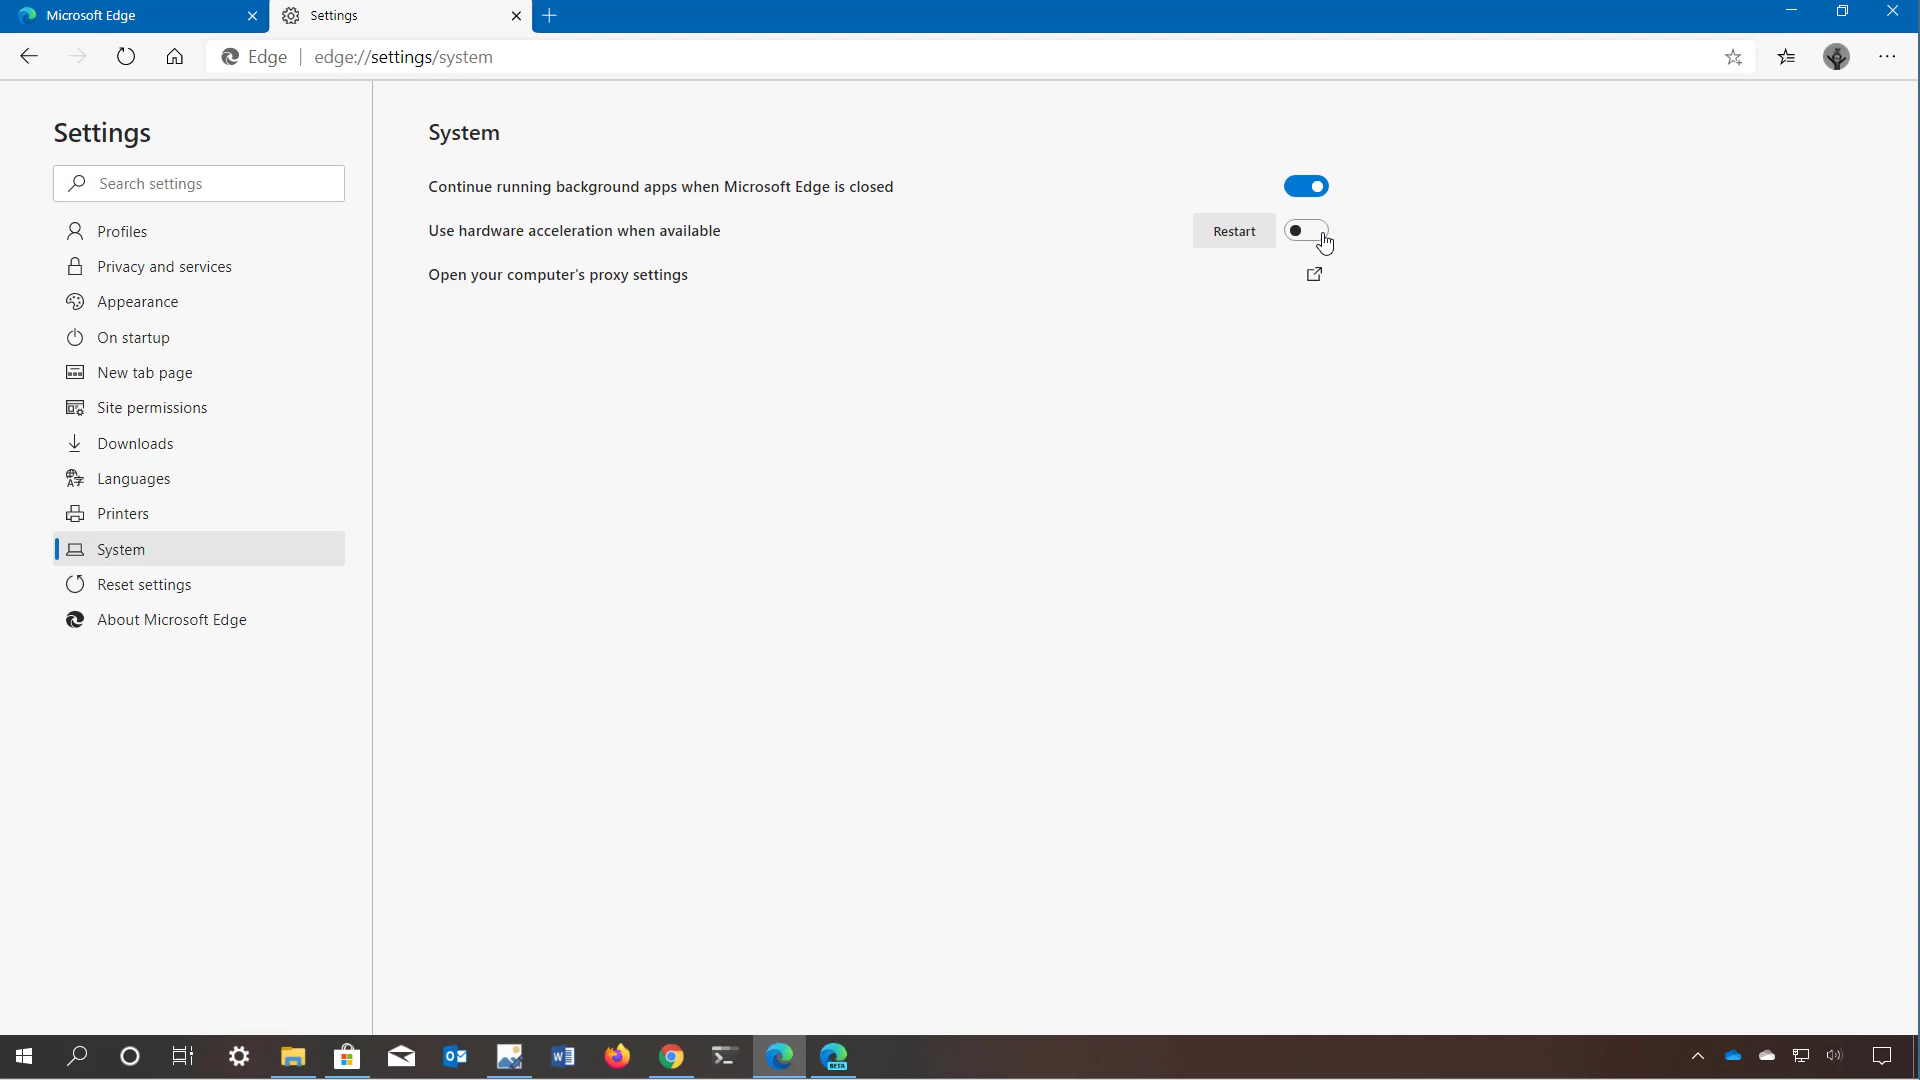 Microsoft Edge
Settings
Edge | edge://settings/system
Settings
Search settings
Profiles
Privacy and services
Appearance
On startup
New tab page
Site permissions
Downloads
Languages
Printers
System
Reset settings
About Microsoft Edge
System
Continue running background apps when Microsoft Edge is closed
Use hardware acceleration when available
Restart
Open your computer's proxy settings
BETA